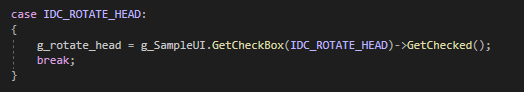 case IDC_ROTATE_HEAD:
{
g_rotate_head = g_SampleUI.GetCheckBox(IDC_ROTATE_HEAD)->GetChecked();
break;
}